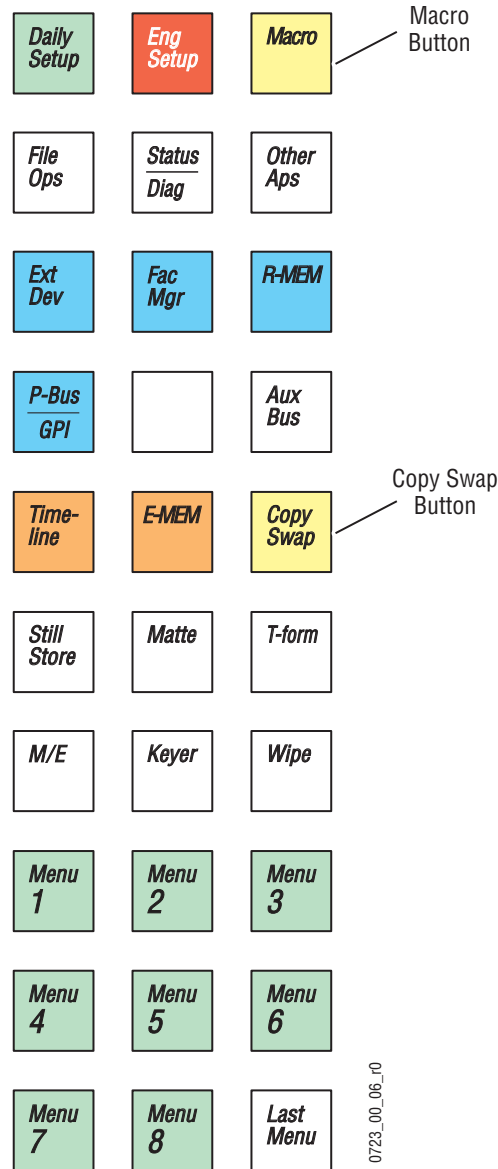 Daily
Setup
Eng
Setup
Macro
Macro
Button
File
Ops
Status
Diag
Other
Aps
Ext
Dev
Fac
Mgr
R-MEM
P-Bus
GPI
Aux
Bus
Time-
line
E-MEM
Copy
Swap
Copy Swap
Button
Still
Store
Matte
T-form
M/E
Keyer
Wipe
Menu
1
Menu
2
Menu
3
Menu
4
Menu
5
Menu
6
Menu
7
Menu
8
Last
Menu
0723_00_06_r0